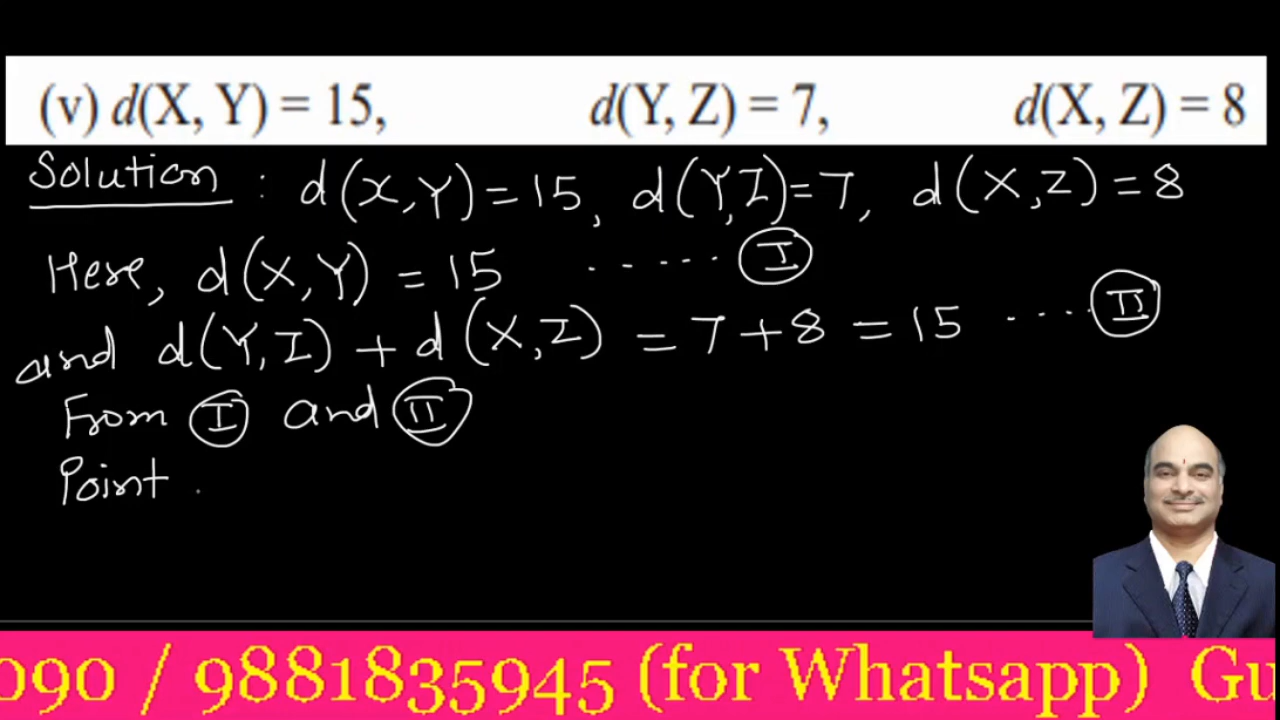 (v) d(X, Y) = 15, d(Y, Z) = 7, d(X, Z) = 8
Solution : d(X,Y) = 15, d(Y,Z) = 7, d(X,Z) = 8
Here, d(X,Y) = 15 ...... I
and d(Y,Z) + d(X,Z) = 7+8 = 15 .... II
From I and II
Point
090 / 9881835945 (for Whatsapp) Gu